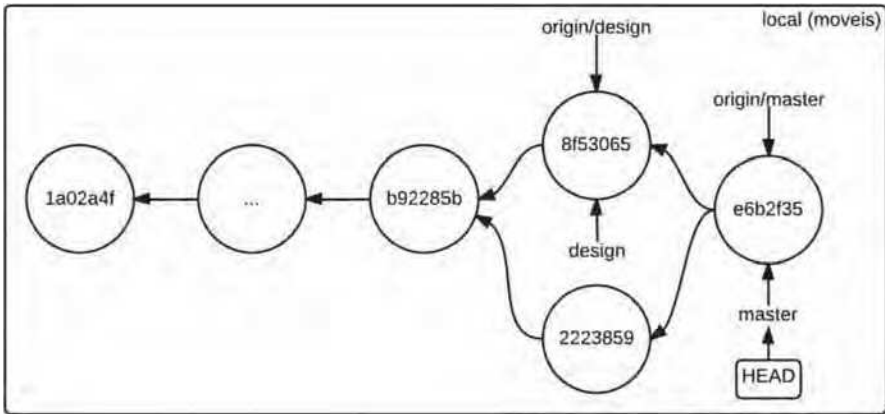 local (moveis)
origin/design
origin/master
8f53065
1a02a4f
...
b92285b
e6b2f35
design
2223859
master
HEAD